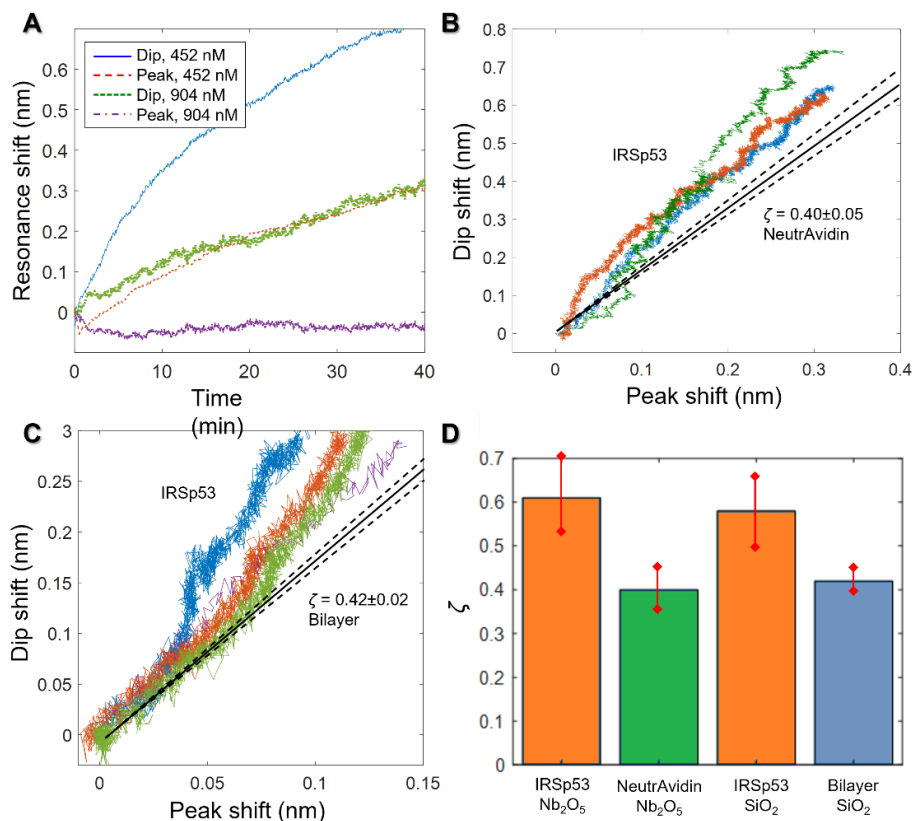 A
Resonance shift (nm)
0.7
0.6
0.5
0.4
0.3
0.2
0.1
0
Dip, 452 nM
Peak, 452 nM
Dip, 904 nM
Peak, 904 nM
0 10 20 30 40
Time
(min)
B
Dip shift (nm)
0.8
0.7
0.6
0.5
0.4
0.3
0.2
0.1
0
IRSp53
ζ = 0.40±0.05
NeutrAvidin
0 0.1 0.2 0.3 0.4
Peak shift (nm)
C
Dip shift (nm)
3
0.25
0.2
0.15
0.1
0.05
0
IRSp53
ζ = 0.42±0.02
Bilayer
0 0.05 0.1 0.15
Peak shift (nm)
D
ζ
0.7
0.6
0.5
0.4
0.3
0.2
0.1
0
IRSp53 NeutrAvidin IRSp53 Bilayer
Nb₂O₅ Nb₂O₅ SiO₂ SiO₂